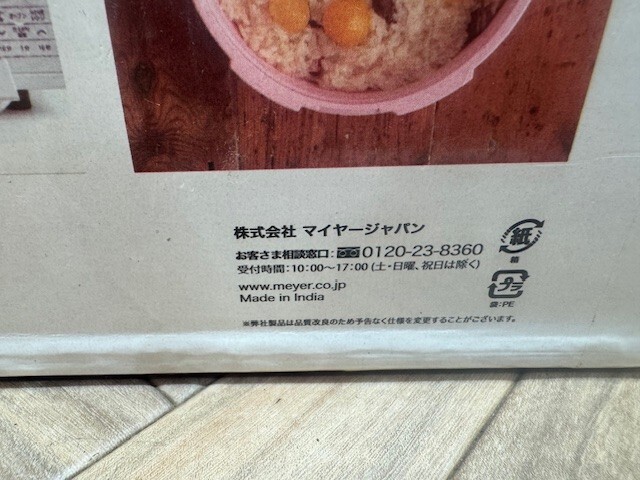 株式会社 マイヤージャパン
お客さま相談窓口: 0120-23-8360
受付時間:10:00〜17:00(土・日曜、祝日は除く)
www.meyer.co.jp
Made in India
※弊社製品は品質改良のため予告なく仕様を変更することがございます。
紙
箱
プラ
袋:PE